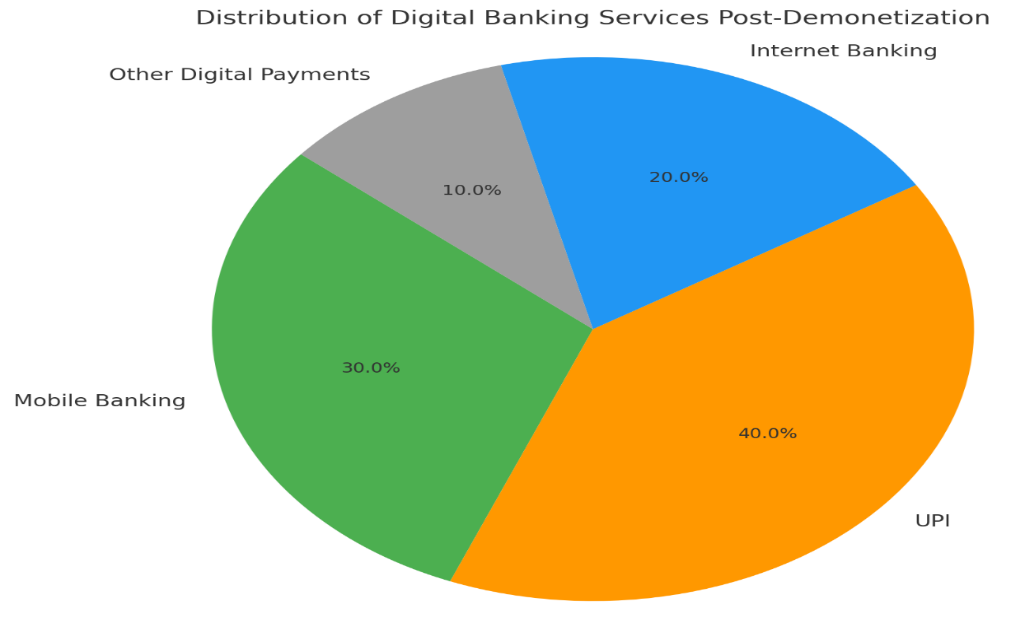 Distribution of Digital Banking Services Post-Demonetization
Internet Banking
Other Digital Payments
20.0%
10.0%
30.0%
Mobile Banking
40.0%
UPI